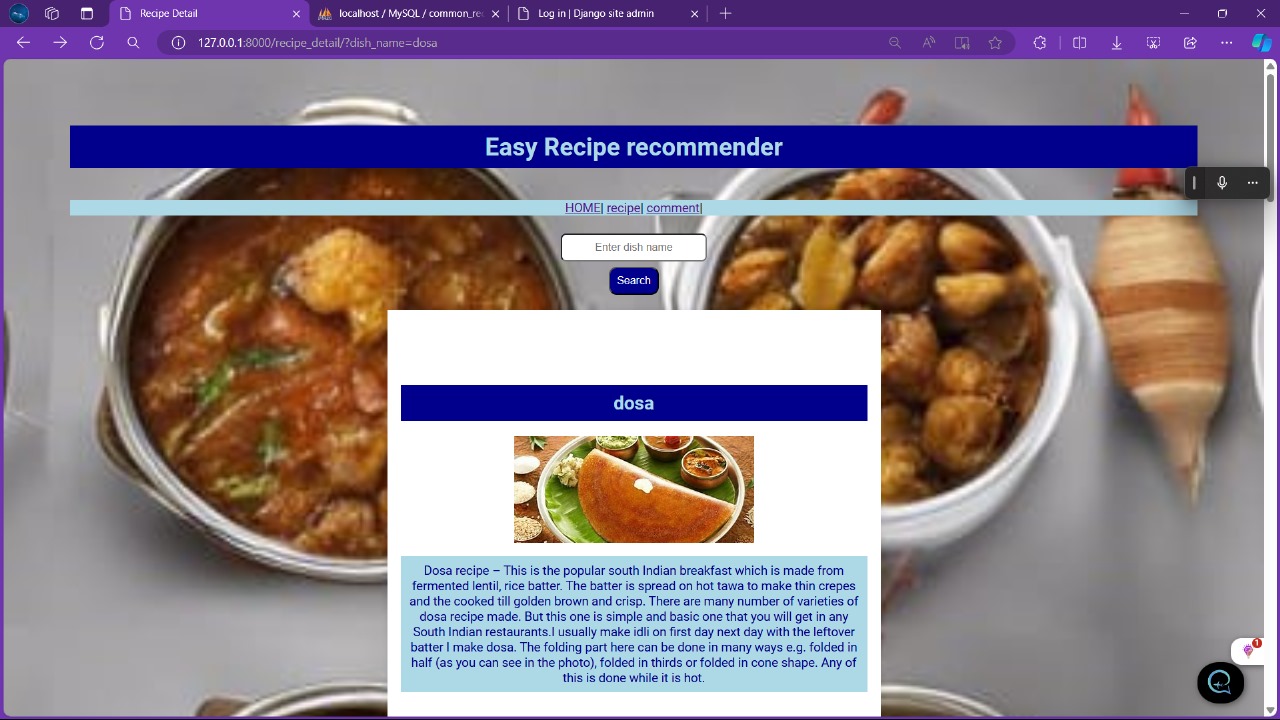 Recipe Detail
localhost / MySQL / common_re
Log in | Django site admin
127.0.0.1:8000/recipe_detail/?dish_name=dosa
Easy Recipe recommender
HOME| recipe| comment|
Enter dish name
Search
dosa
Dosa recipe – This is the popular south Indian breakfast which is made from
fermented lentil, rice batter. The batter is spread on hot tawa to make thin crepes
and the cooked till golden brown and crisp. There are many number of varieties of
dosa recipe made. But this one is simple and basic one that you will get in any
South Indian restaurants.I usually make idli on first day next day with the leftover
batter I make dosa. The folding part here can be done in many ways e.g. folded in
half (as you can see in the photo), folded in thirds or folded in cone shape. Any of
this is done while it is hot.
1